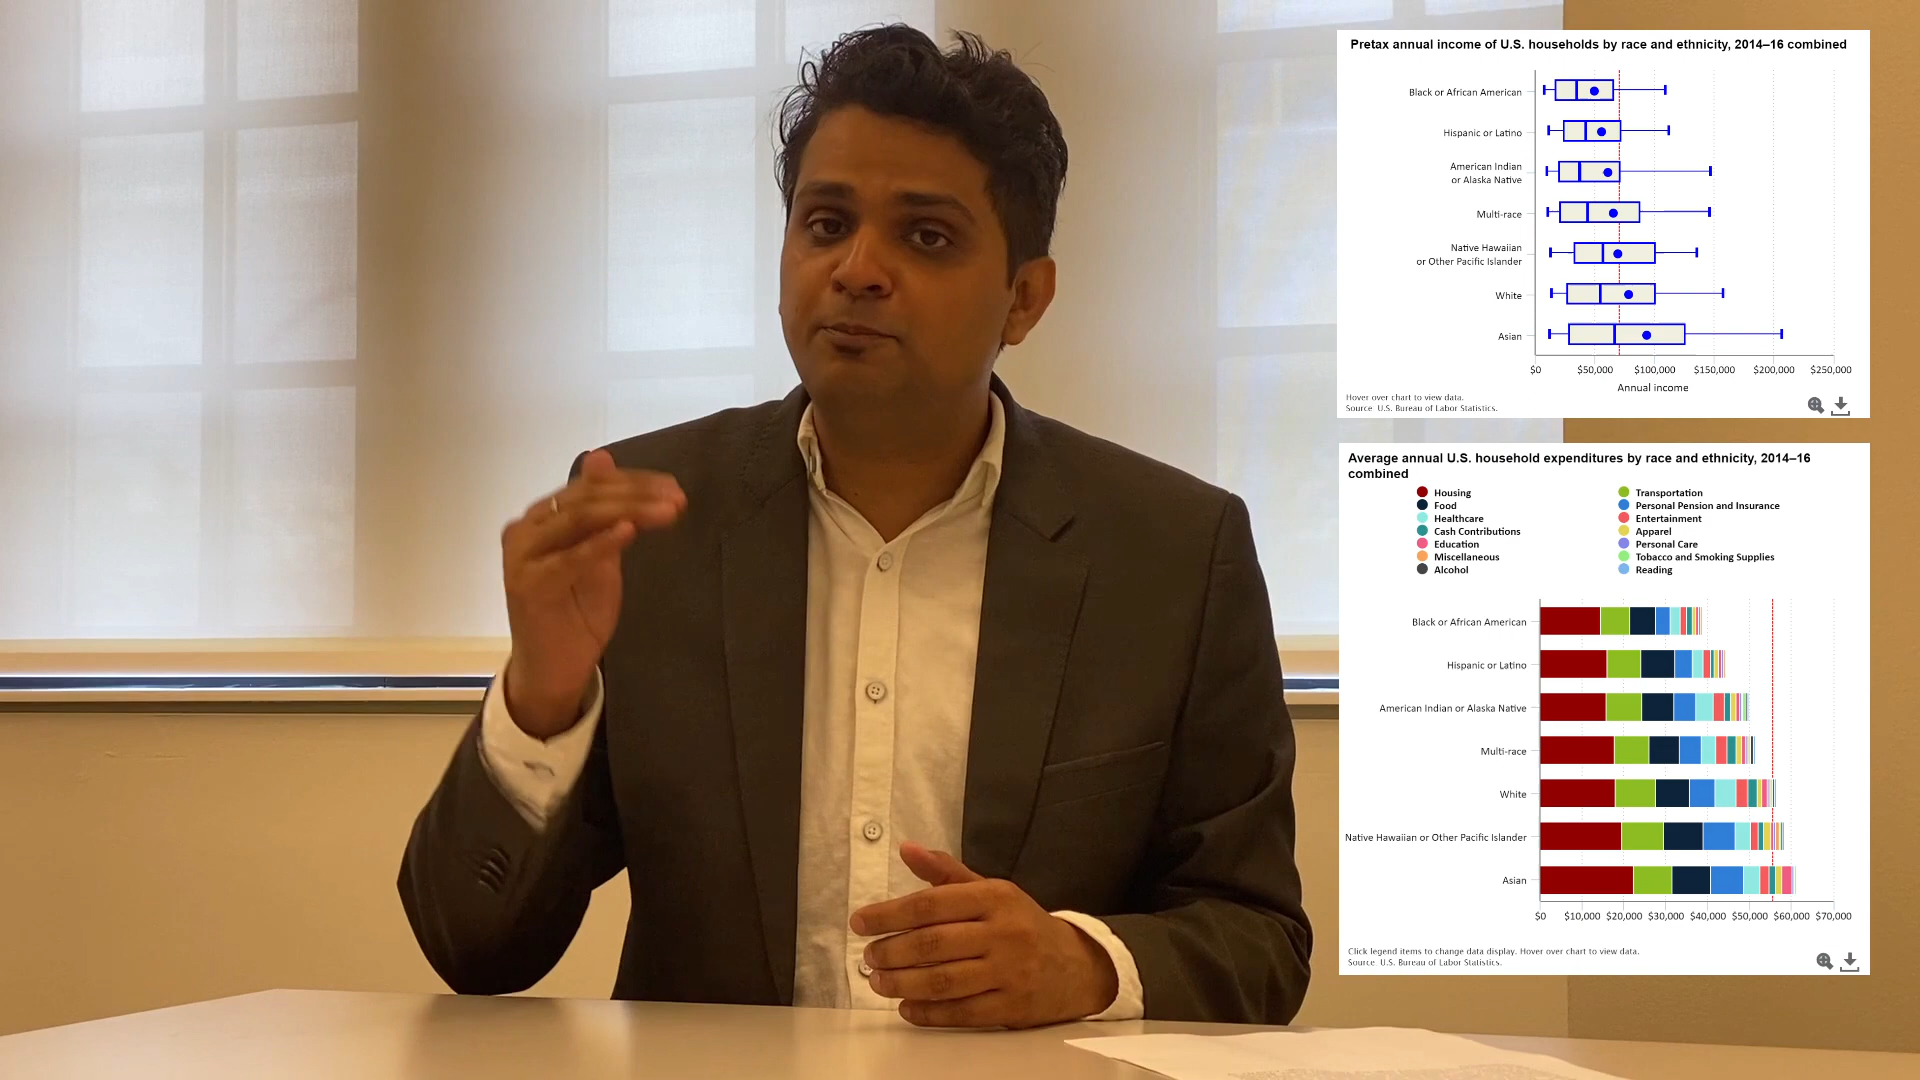 Pretax annual income of U.S. households by race and ethnicity, 2014–16 combined
Black or African American
Hispanic or Latino
American Indian
or Alaska Native
Multi-race
Native Hawaiian
or Other Pacific Islander
White
Asian
$0 $50,000 $100,000 $150,000 $200,000 $250,000
Annual income
Hover over chart to view data.
Source: U.S. Bureau of Labor Statistics.
Average annual U.S. household expenditures by race and ethnicity, 2014–16
combined
Housing Transportation
Food Personal Pension and Insurance
Healthcare Entertainment
Cash Contributions Apparel
Education Personal Care
Miscellaneous Tobacco and Smoking Supplies
Alcohol Reading
Black or African American
Hispanic or Latino
American Indian or Alaska Native
Multi-race
White
Native Hawaiian or Other Pacific Islander
Asian
$0 $10,000 $20,000 $30,000 $40,000 $50,000 $60,000 $70,000
Click legend items to change data display. Hover over chart to view data.
Source: U.S. Bureau of Labor Statistics.